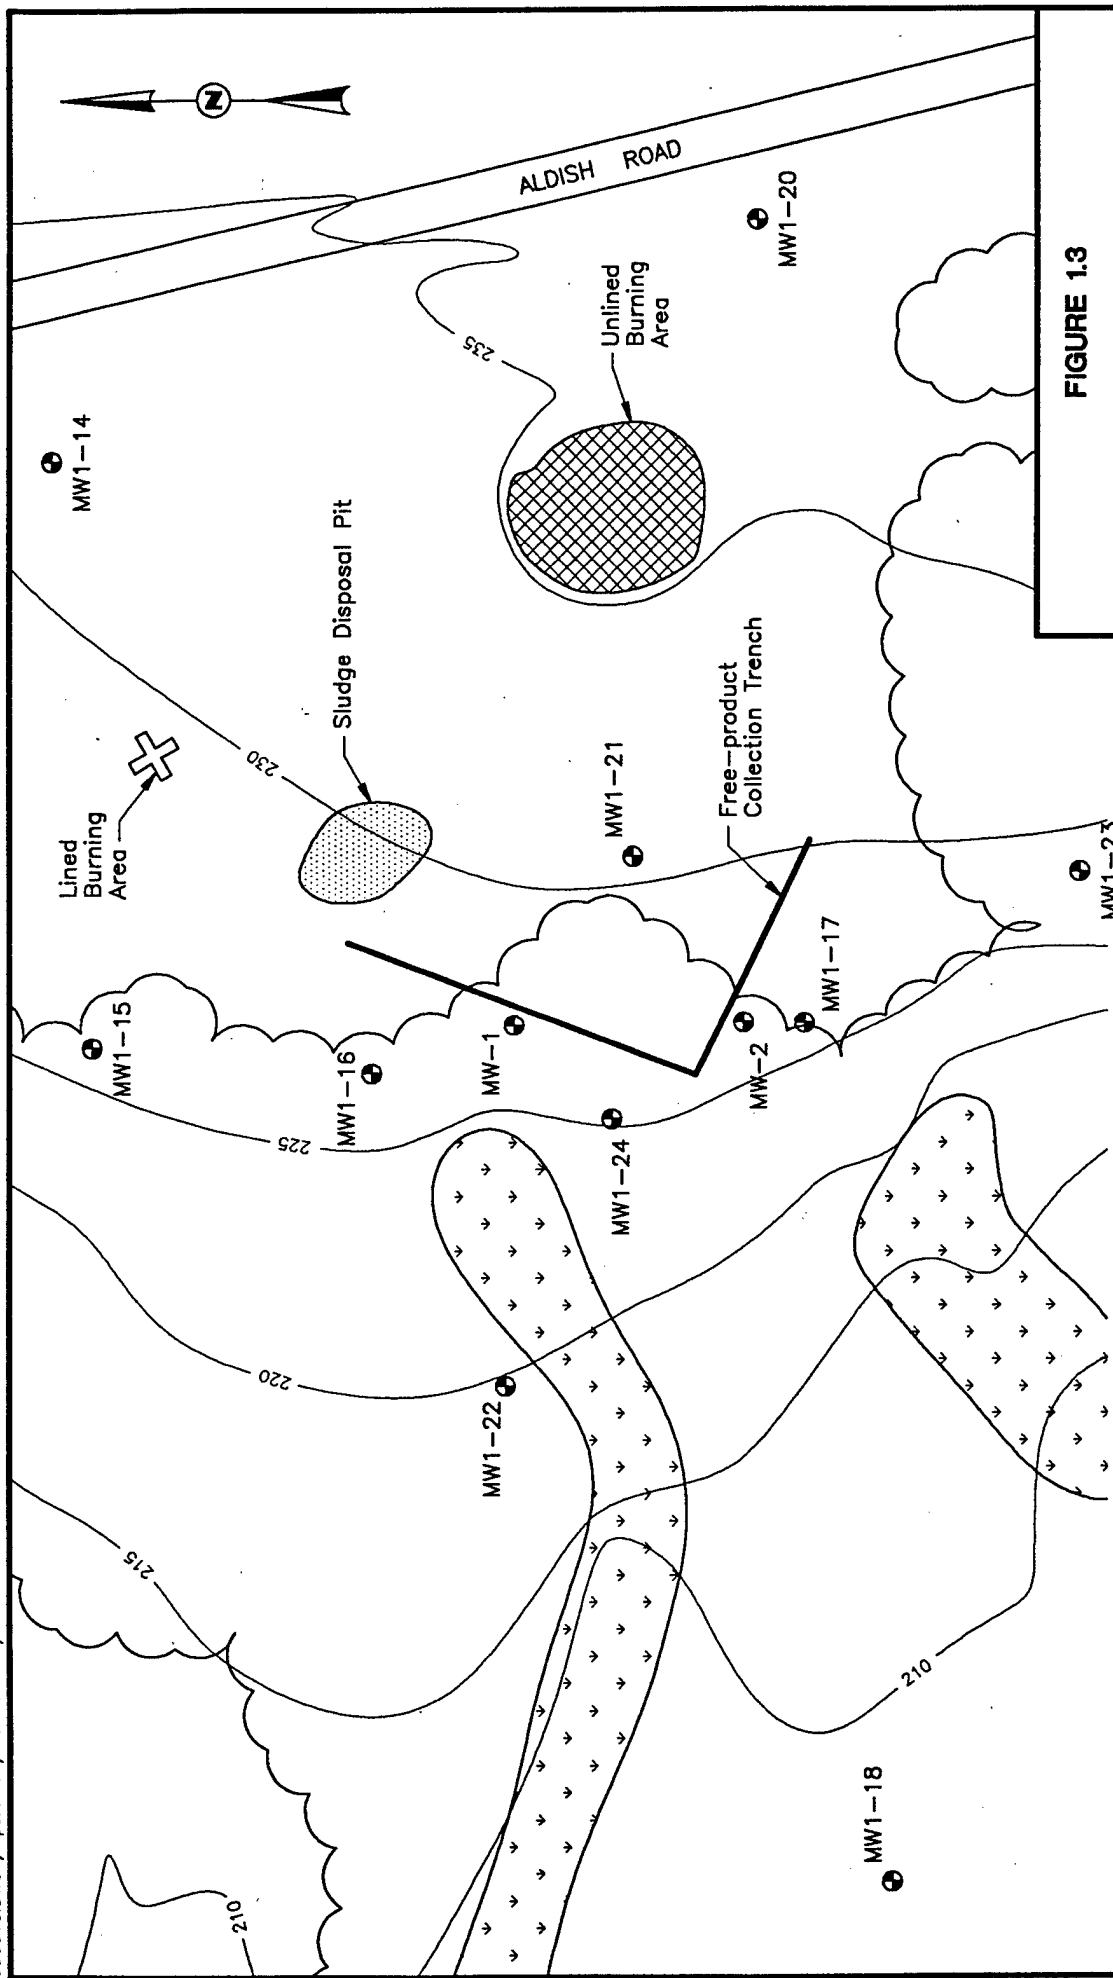 N
ALDISH ROAD
MW1-14
MW1-20
235
Unlined
Burning
Area
Sludge Disposal Pit
230
Lined
Burning
Area
MW1-21
Free-product
Collection Trench
MW1-15
MW1-16
MW-1
MW-2
MW1-17
MW1-23
225
MW1-24
220
MW1-22
215
210
MW1-18
210
FIGURE 1.3